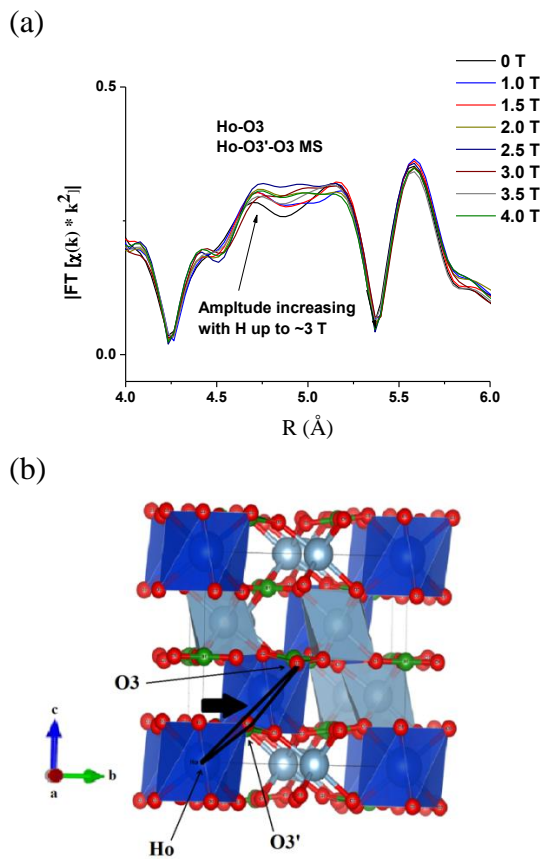 (a)
0 T
1.0 T
1.5 T
2.0 T
2.5 T
3.0 T
3.5 T
4.0 T
Ho-O3
Ho-O3'-O3 MS
Ampltude increasing
with H up to ~3 T
|FT [χ(k) * k²]|
0.5
0.0
4.0 4.5 5.0 5.5 6.0
R (Å)
(b)
O3
c
b
a
Ho
O3'